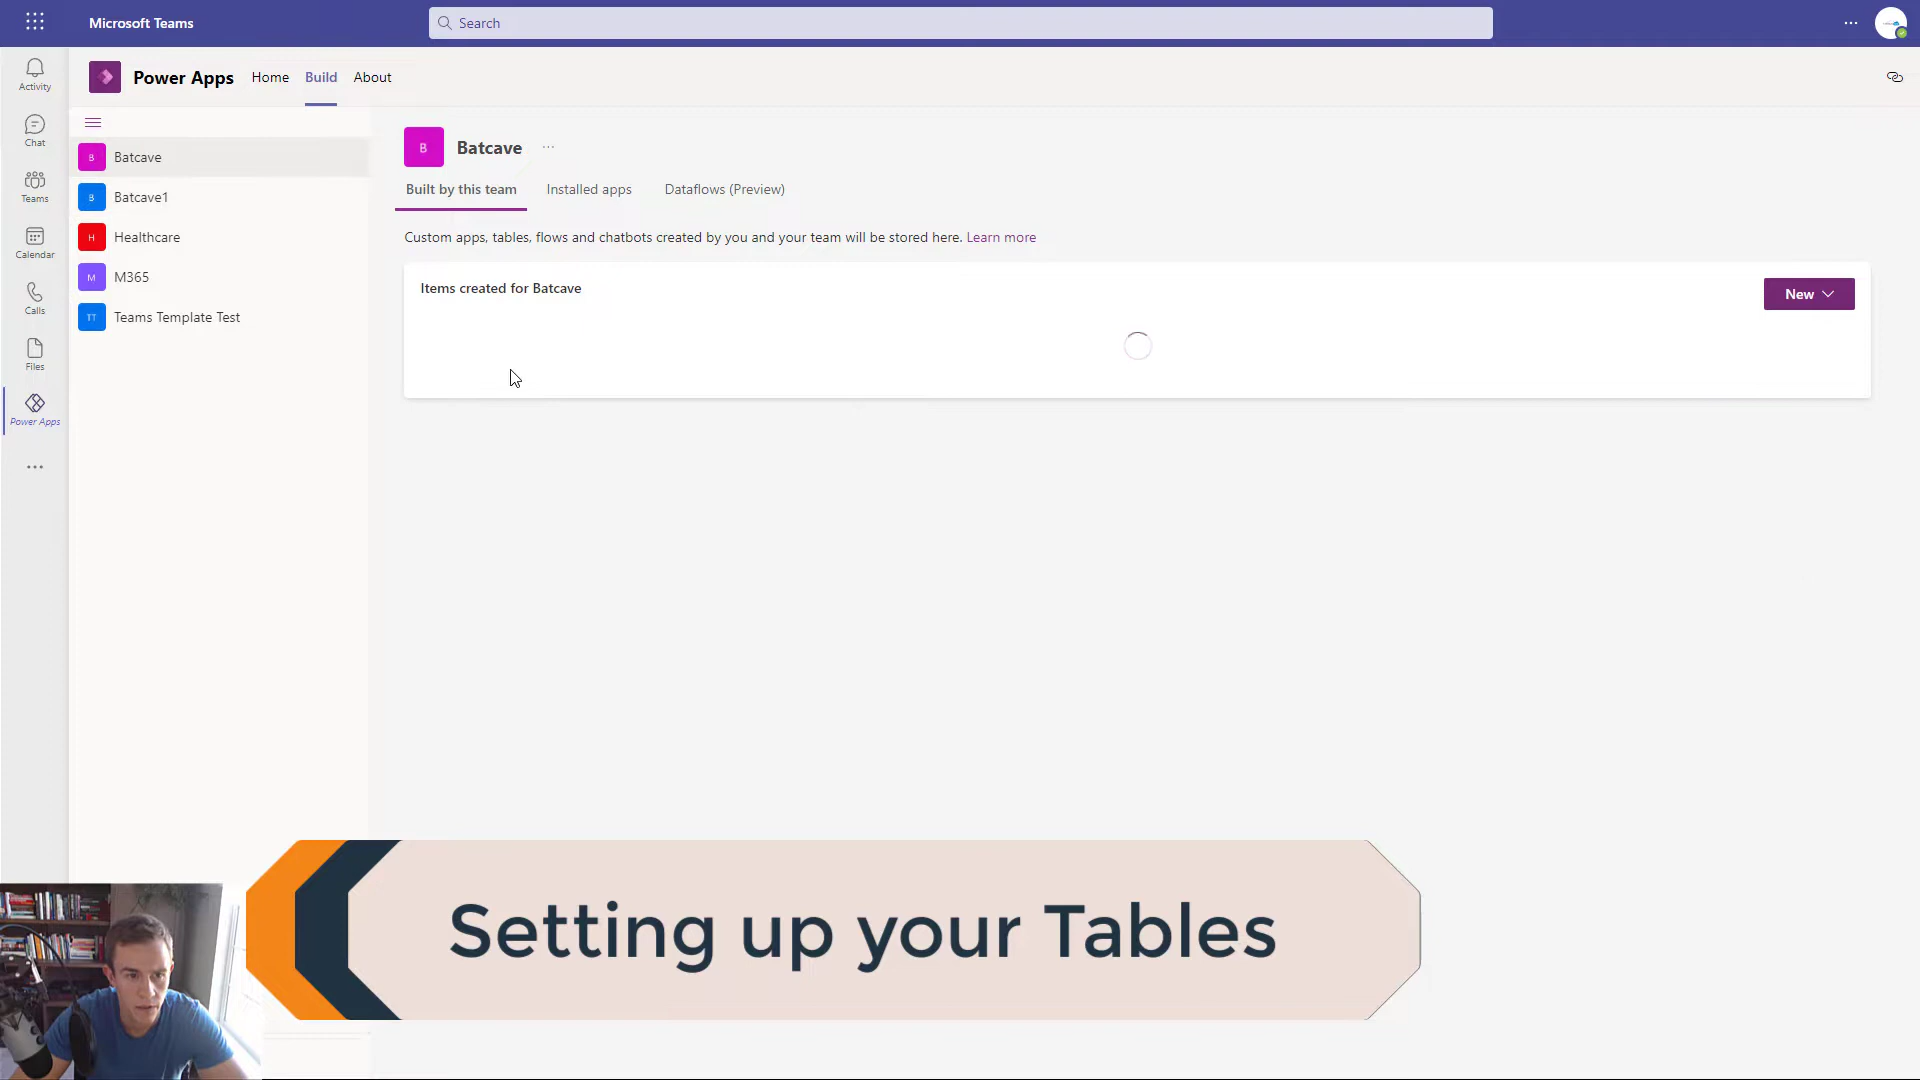 Microsoft Teams
Search
Activity
Chat
Teams
Calendar
Calls
Files
Power Apps
Power Apps
Home
Build
About
B
Batcave
B
Batcave1
H
Healthcare
M
M365
TT
Teams Template Test
B
Batcave
Built by this team
Installed apps
Dataflows (Preview)
Custom apps, tables, flows and chatbots created by you and your team will be stored here. Learn more
Items created for Batcave
New
Setting up your Tables